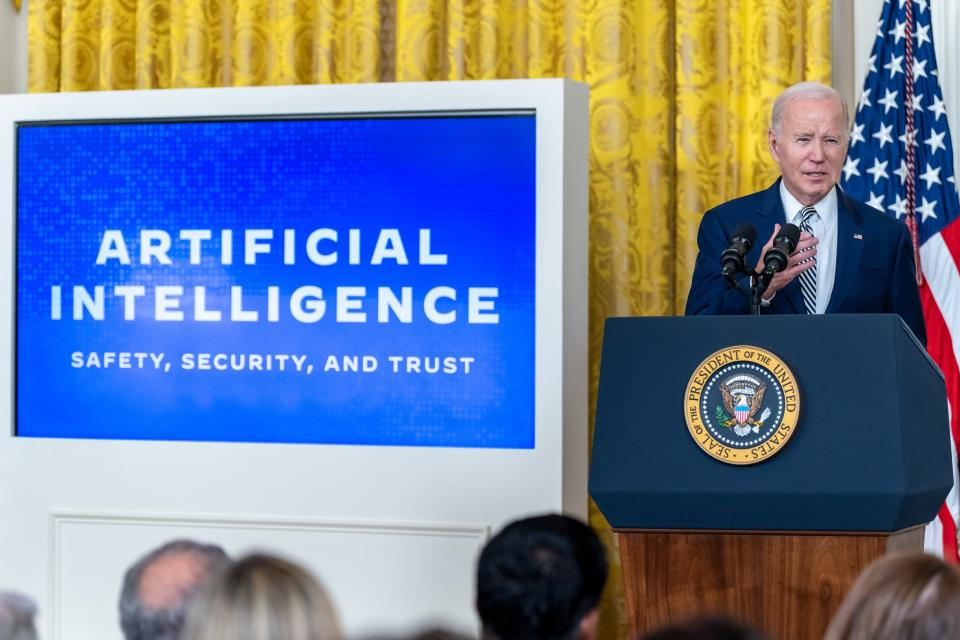 ARTIFICIAL
INTELLIGENCE
SAFETY, SECURITY, AND TRUST
SEAL OF THE PRESIDENT OF THE UNITED STATES